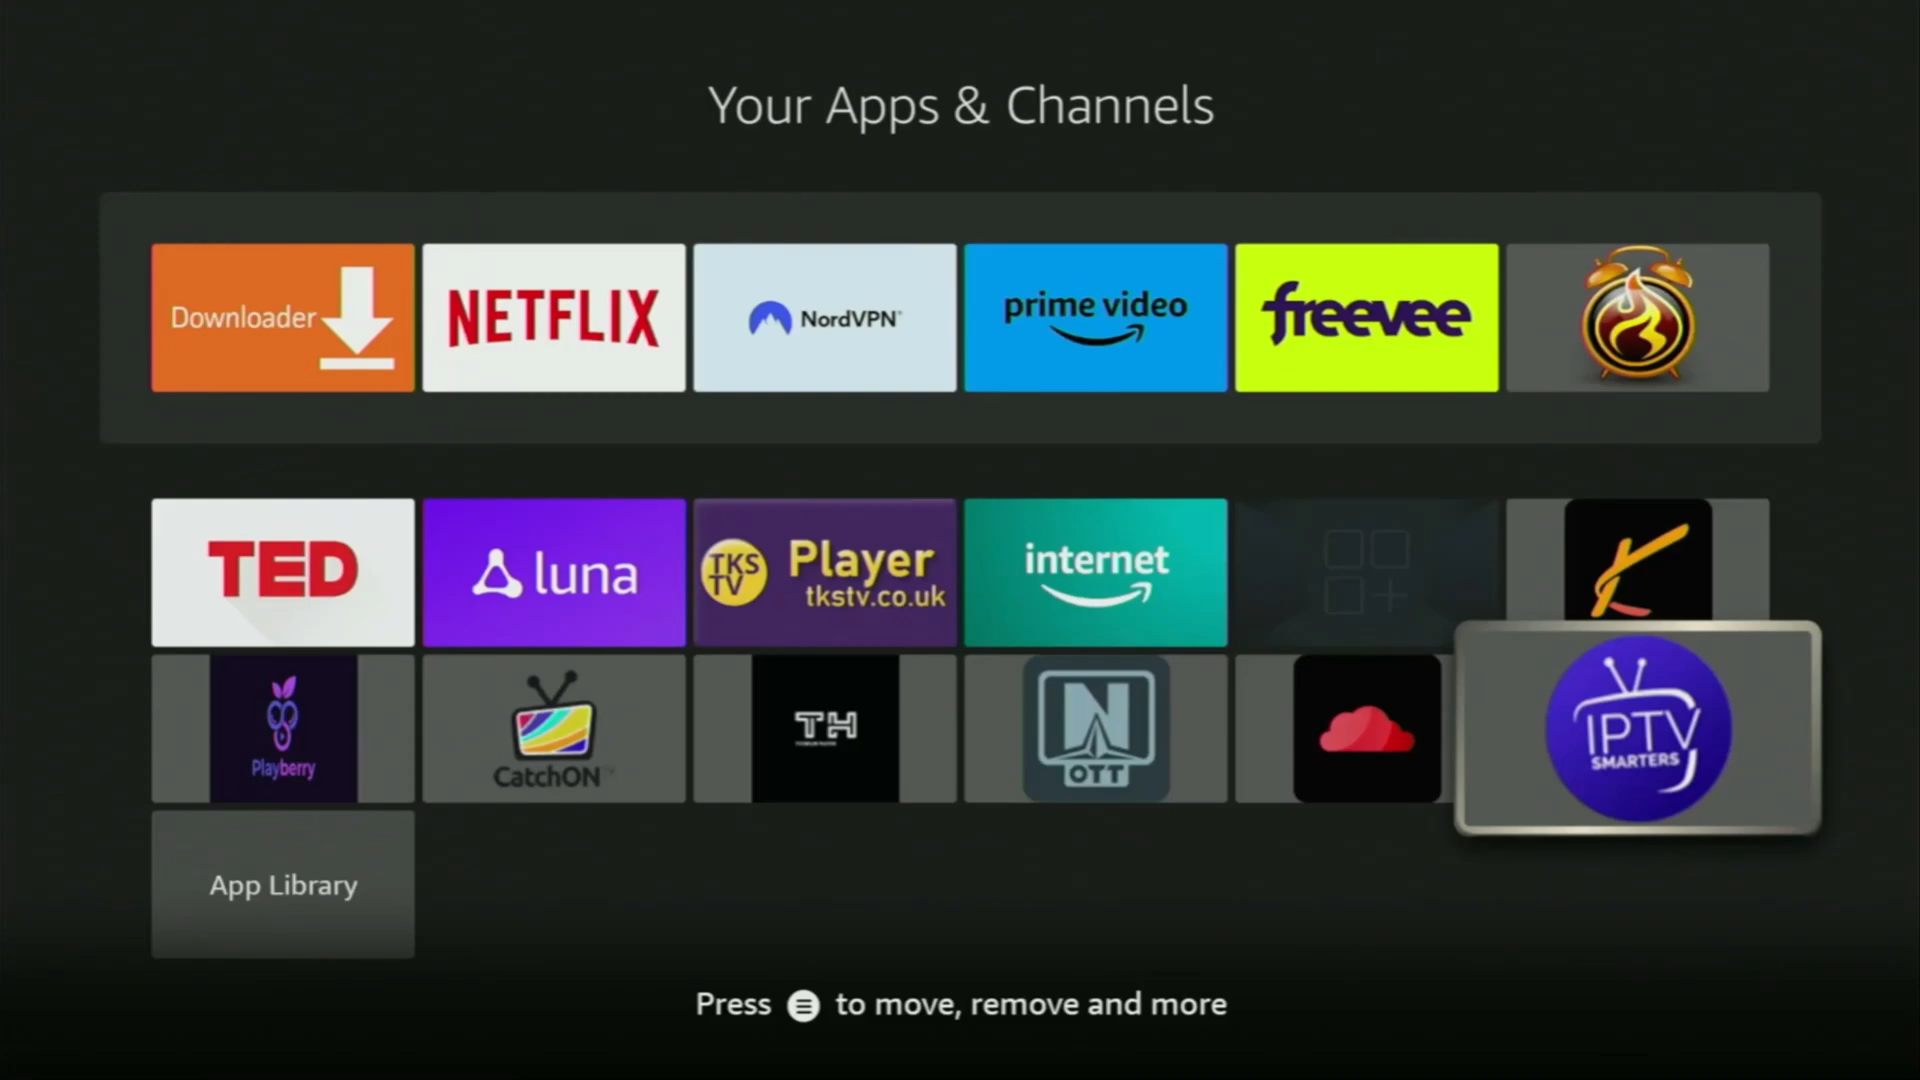 Your Apps & Channels
Downloader
NETFLIX
NordVPN®
prime video
freevee
TED
luna
TKS TV Player
tkstv.co.uk
internet
Playberry
CatchON™
TH
N
OTT
IPTV
SMARTERS
App Library
Press to move, remove and more